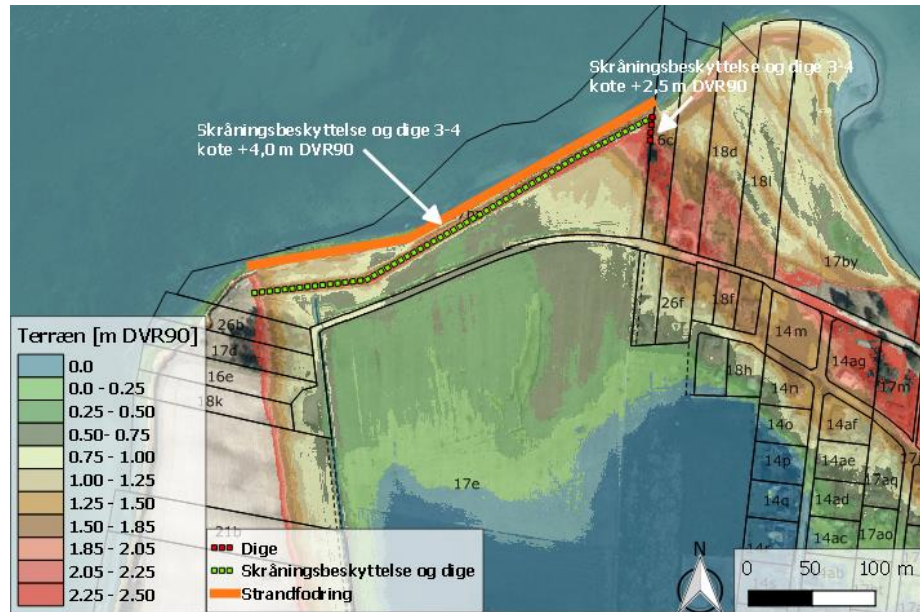 Skråningsbeskyttelse og dige 3-4
kote +2,5 m DVR90
Skråningsbeskyttelse og dige 3-4
kote +4,0 m DVR90
6c
18d
18l
17by
26f
18f
14m
14ag
17m
18h
14n
14o
14af
14p
14ae
17aq
14q
14ad
14ac
17ao
17e
26b
17d
16e
18k
21b
Terræn [m DVR90]
0.0
0.0 - 0.25
0.25 - 0.50
0.50- 0.75
0.75 - 1.00
1.00 - 1.25
1.25 - 1.50
1.50 - 1.85
1.85 - 2.05
2.05 - 2.25
2.25 - 2.50
Dige
Skråningsbeskyttelse og dige
Strandfodring
N
0 50 100 m